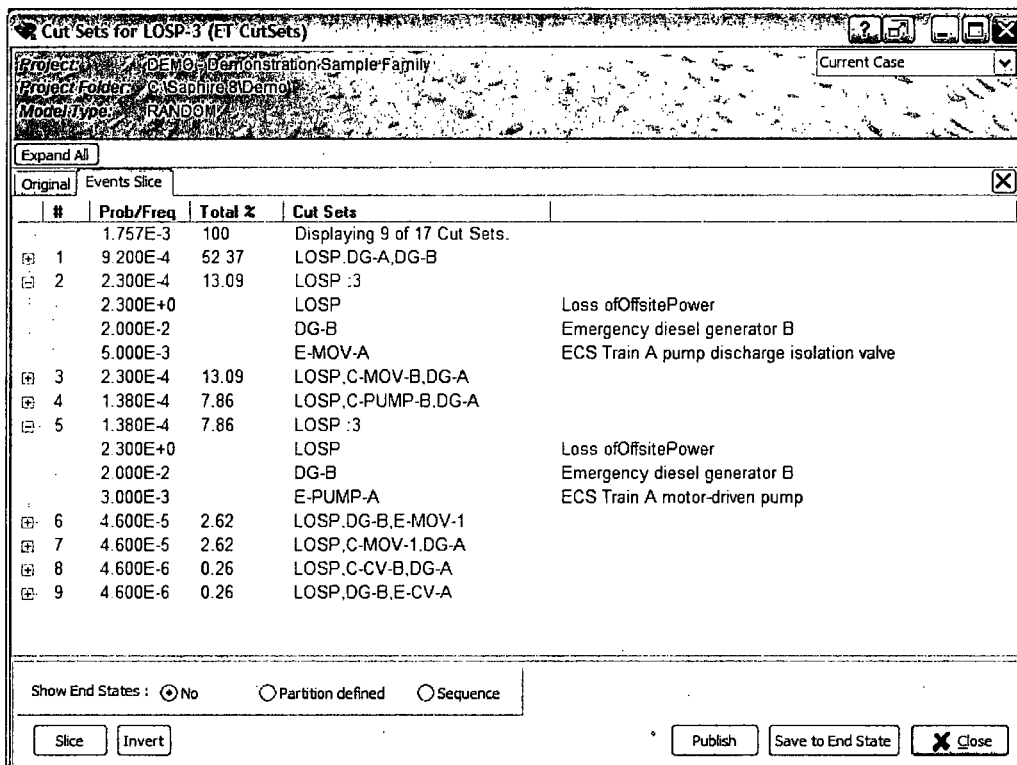 Cut Sets for LOSP-3 (ET CutSets)
Project: DEMO - Demonstration Sample Family
Current Case
Project Folder: C:\Saphire 8\Demo
Model Type: RANDOM
Expand All
Original Events Slice
# Prob/Freq Total % Cut Sets
1.757E-3 100 Displaying 9 of 17 Cut Sets.
1 9.200E-4 52 37 LOSP.DG-A,DG-B
2 2.300E-4 13.09 LOSP :3
2.300E+0 LOSP Loss ofOffsitePower
2.000E-2 DG-B Emergency diesel generator B
5.000E-3 E-MOV-A ECS Train A pump discharge isolation valve
3 2.300E-4 13.09 LOSP,C-MOV-B,DG-A
4 1.380E-4 7.86 LOSP,C-PUMP-B,DG-A
5 1.380E-4 7.86 LOSP :3
2.300E+0 LOSP Loss ofOffsitePower
2.000E-2 DG-B Emergency diesel generator B
3.000E-3 E-PUMP-A ECS Train A motor-driven pump
6 4.600E-5 2.62 LOSP.DG-B,E-MOV-1
7 4.600E-5 2.62 LOSP,C-MOV-1,DG-A
8 4.600E-6 0.26 LOSP,C-CV-B,DG-A
9 4.600E-6 0.26 LOSP,DG-B,E-CV-A
Show End States : No Partition defined Sequence
Slice Invert Publish Save to End State Close